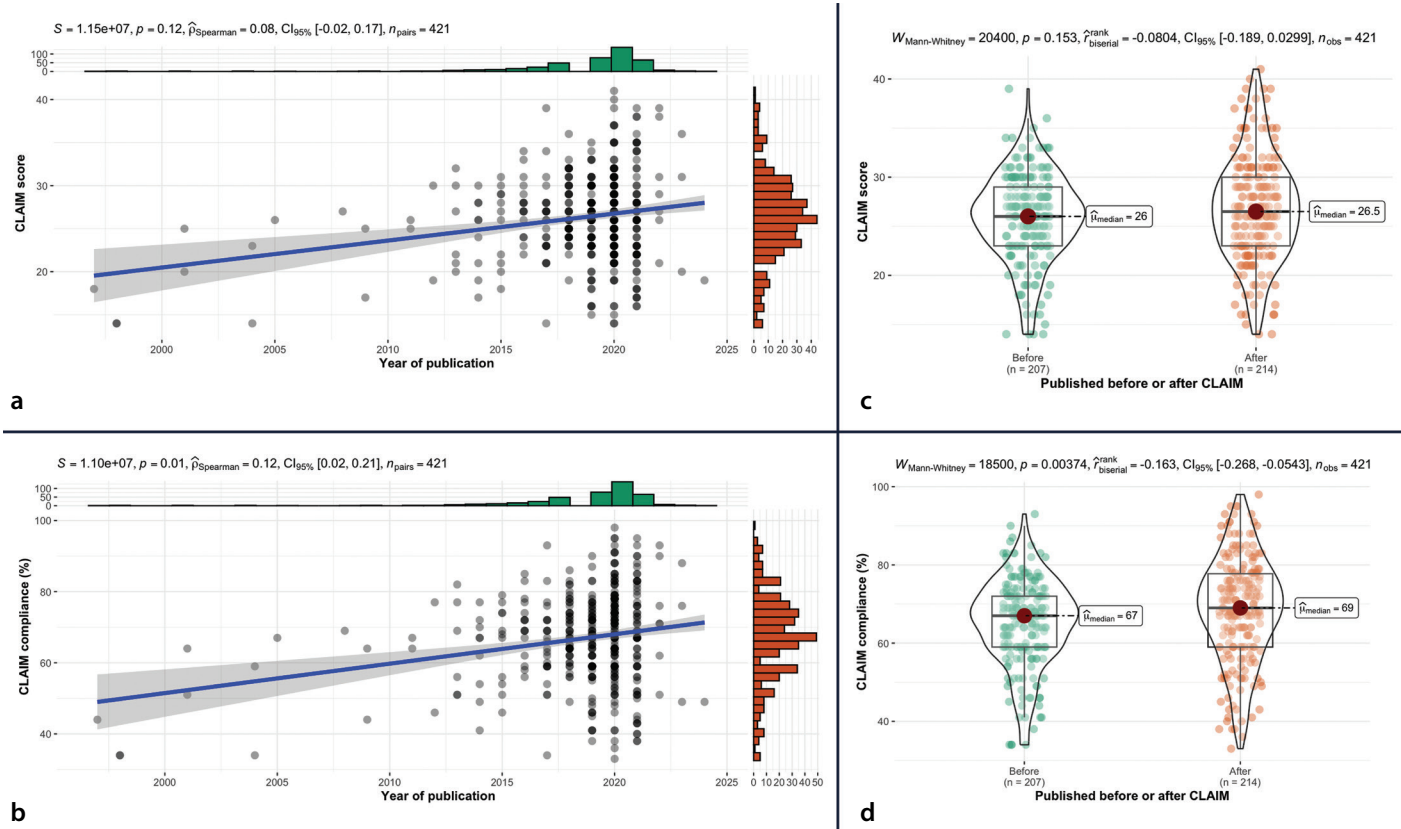 S = 1.15e+07, p = 0.12, ρ̂Spearman = 0.08, CI95% [-0.02, 0.17], npairs = 421
100
50
0
40
30
20
CLAIM score
2000 2005 2010 2015 2020 2025
0 10 20 30 40
Year of publication
a
WMann-Whitney = 20400, p = 0.153, r̂rank biserial = -0.0804, CI95% [-0.189, 0.0299], nobs = 421
40
30
20
CLAIM score
μ̂median = 26
μ̂median = 26.5
Before
(n = 207)
After
(n = 214)
Published before or after CLAIM
c
S = 1.10e+07, p = 0.01, ρ̂Spearman = 0.12, CI95% [0.02, 0.21], npairs = 421
100
50
0
100
80
60
40
CLAIM compliance (%)
2000 2005 2010 2015 2020 2025
0 10 20 30 40 50
Year of publication
b
WMann-Whitney = 18500, p = 0.00374, r̂rank biserial = -0.163, CI95% [-0.268, -0.0543], nobs = 421
100
80
60
40
CLAIM compliance (%)
μ̂median = 67
μ̂median = 69
Before
(n = 207)
After
(n = 214)
Published before or after CLAIM
d